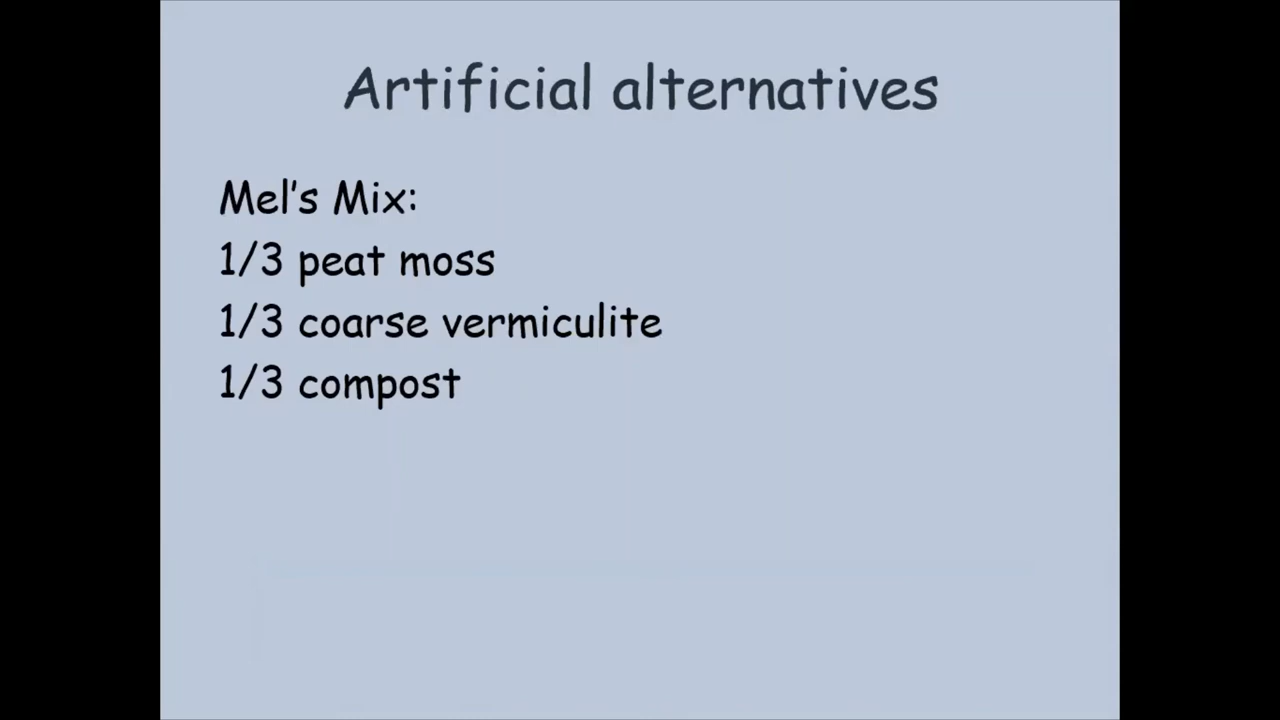 Artificial alternatives
Mel's Mix:
1/3 peat moss
1/3 coarse vermiculite
1/3 compost